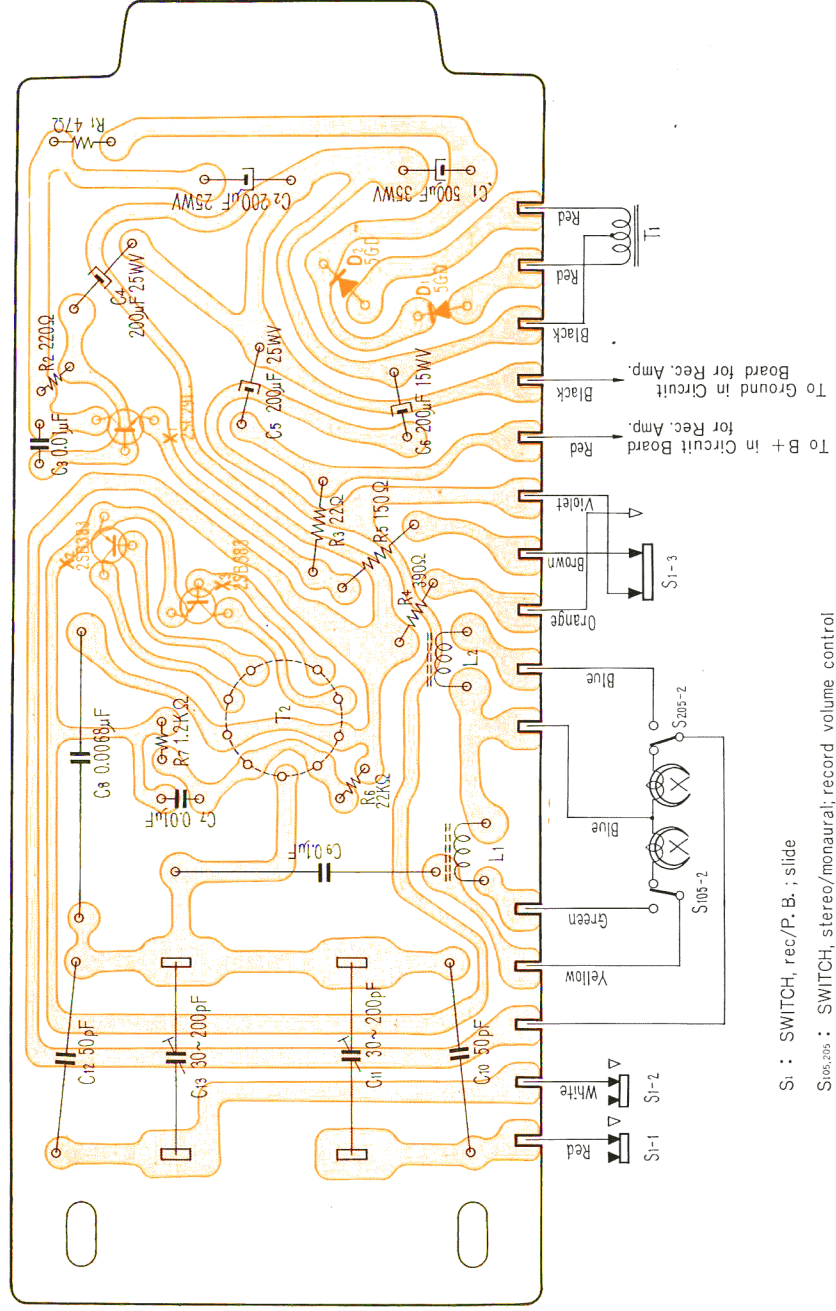 R1 47Ω
C2 200µF 25WV
C1 500µF 35WV
C4
200µF 25WV
D2
5GD
D1
5GD
R2 220Ω
C3 0.01µF
X1
C5 200µF 25WV
C6 200µF 15WV
X2
2SB383
X3
2SB383
R3 22Ω
R5 150Ω
R4 390Ω
L2
T2
C8 0.0068µF
R7 1.2KΩ
C7 0.01µF
R6
22KΩ
C9 0.1µF
L1
C12 50pF
C13 30~200pF
C11 30~200pF
C10 50pF
Red
Red
T1
Black
Black
To Ground in Circuit
Board for Rec. Amp.
Red
To B+ in Circuit Board
for Rec. Amp.
Violet
Brown
Orange
S1-3
Blue
Blue
S205-2
S105-2
Green
Yellow
White
S1-2
Red
S1-1
S1 : SWITCH, rec/P. B. ; slide
S105,205 : SWITCH, stereo/monaural; record volume control